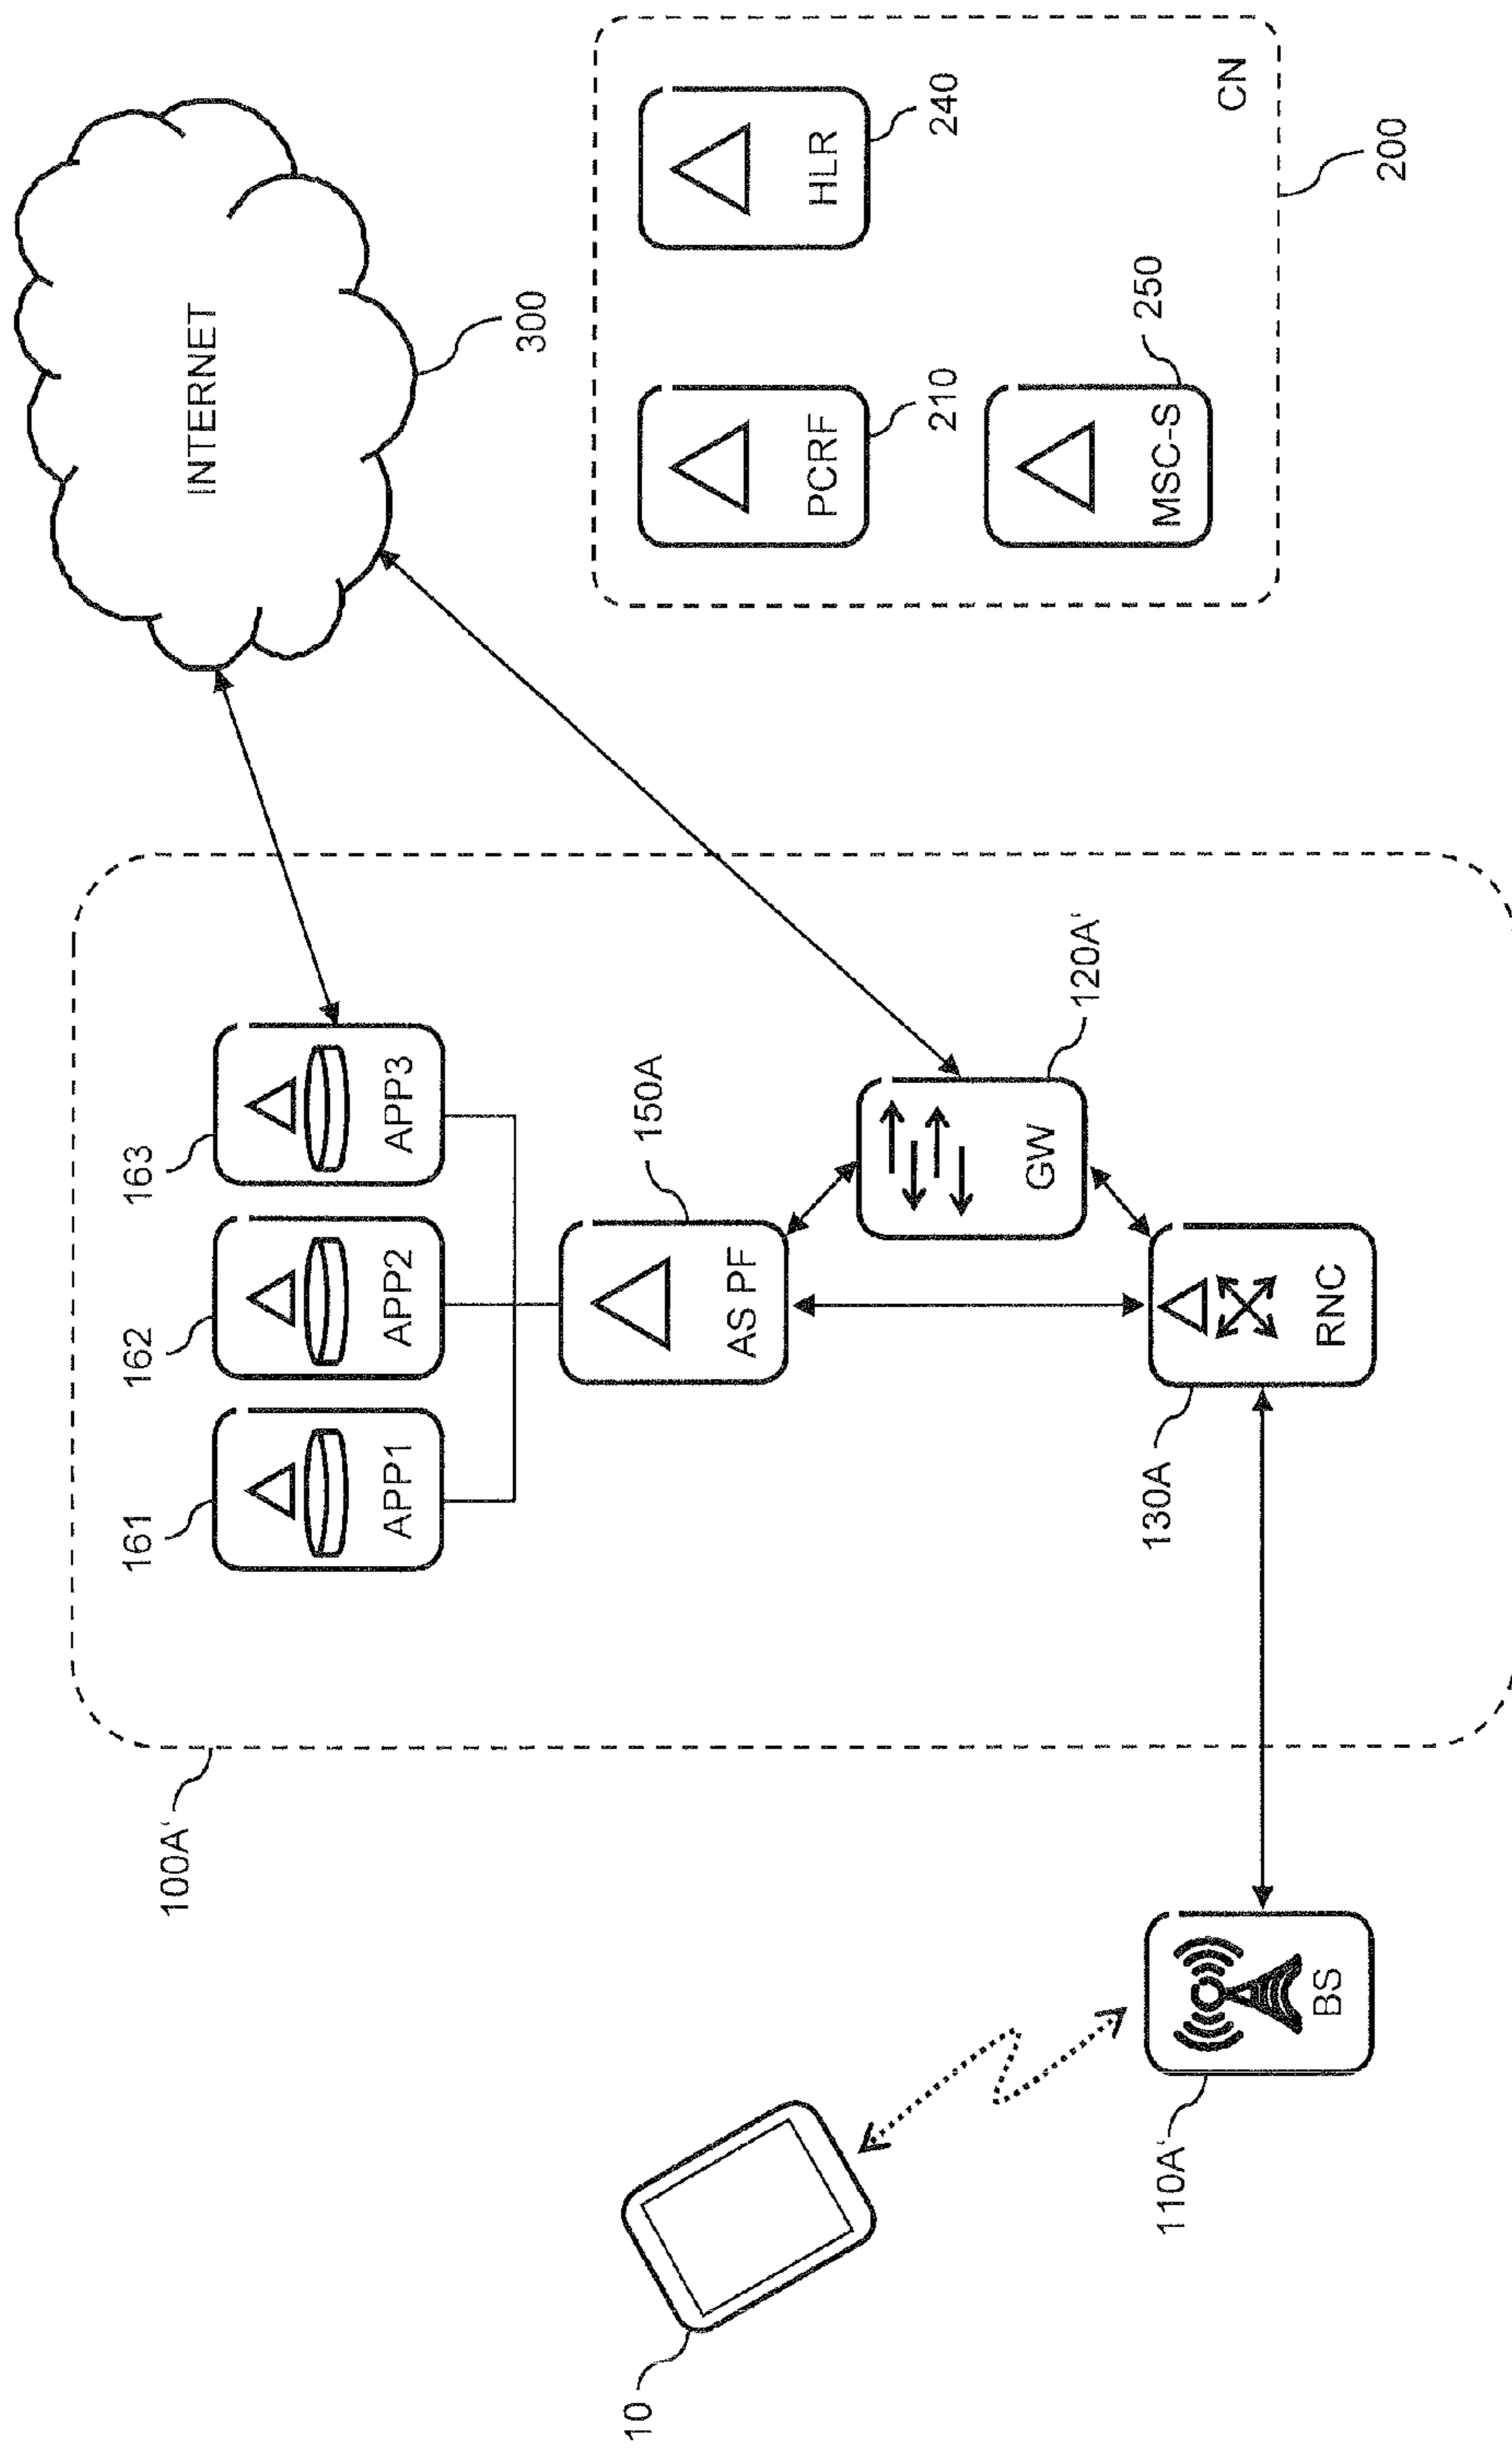 100A‘
161
162
163
APP1
APP2
APP3
INTERNET
300
150A
AS PF
GW
120A‘
130A
RNC
10
110A‘
BS
PCRF
210
HLR
240
MSC-S
250
CN
200